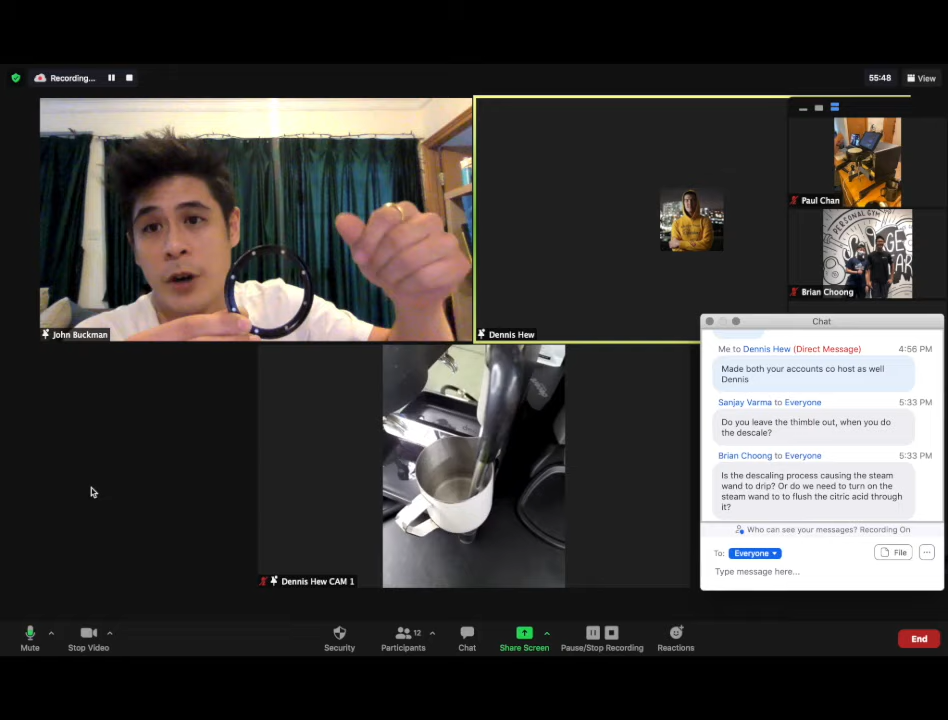 Recording...
55:48
View
John Buckman
Dennis Hew
Paul Chan
PERSONAL GYM
Brian Choong
Chat
Me to Dennis Hew (Direct Message) 4:56 PM
Made both your accounts co host as well
Dennis
Sanjay Varma to Everyone 5:33 PM
Do you leave the thimble out, when you do
the descale?
Brian Choong to Everyone 5:33 PM
Is the descaling process causing the steam
wand to drip? Or do we need to turn on the
steam wand to to flush the citric acid through
it?
Who can see your messages? Recording On
To: Everyone
File
Type message here...
Dennis Hew CAM 1
Mute
Stop Video
Security
12
Participants
Chat
Share Screen
Pause/Stop Recording
Reactions
End